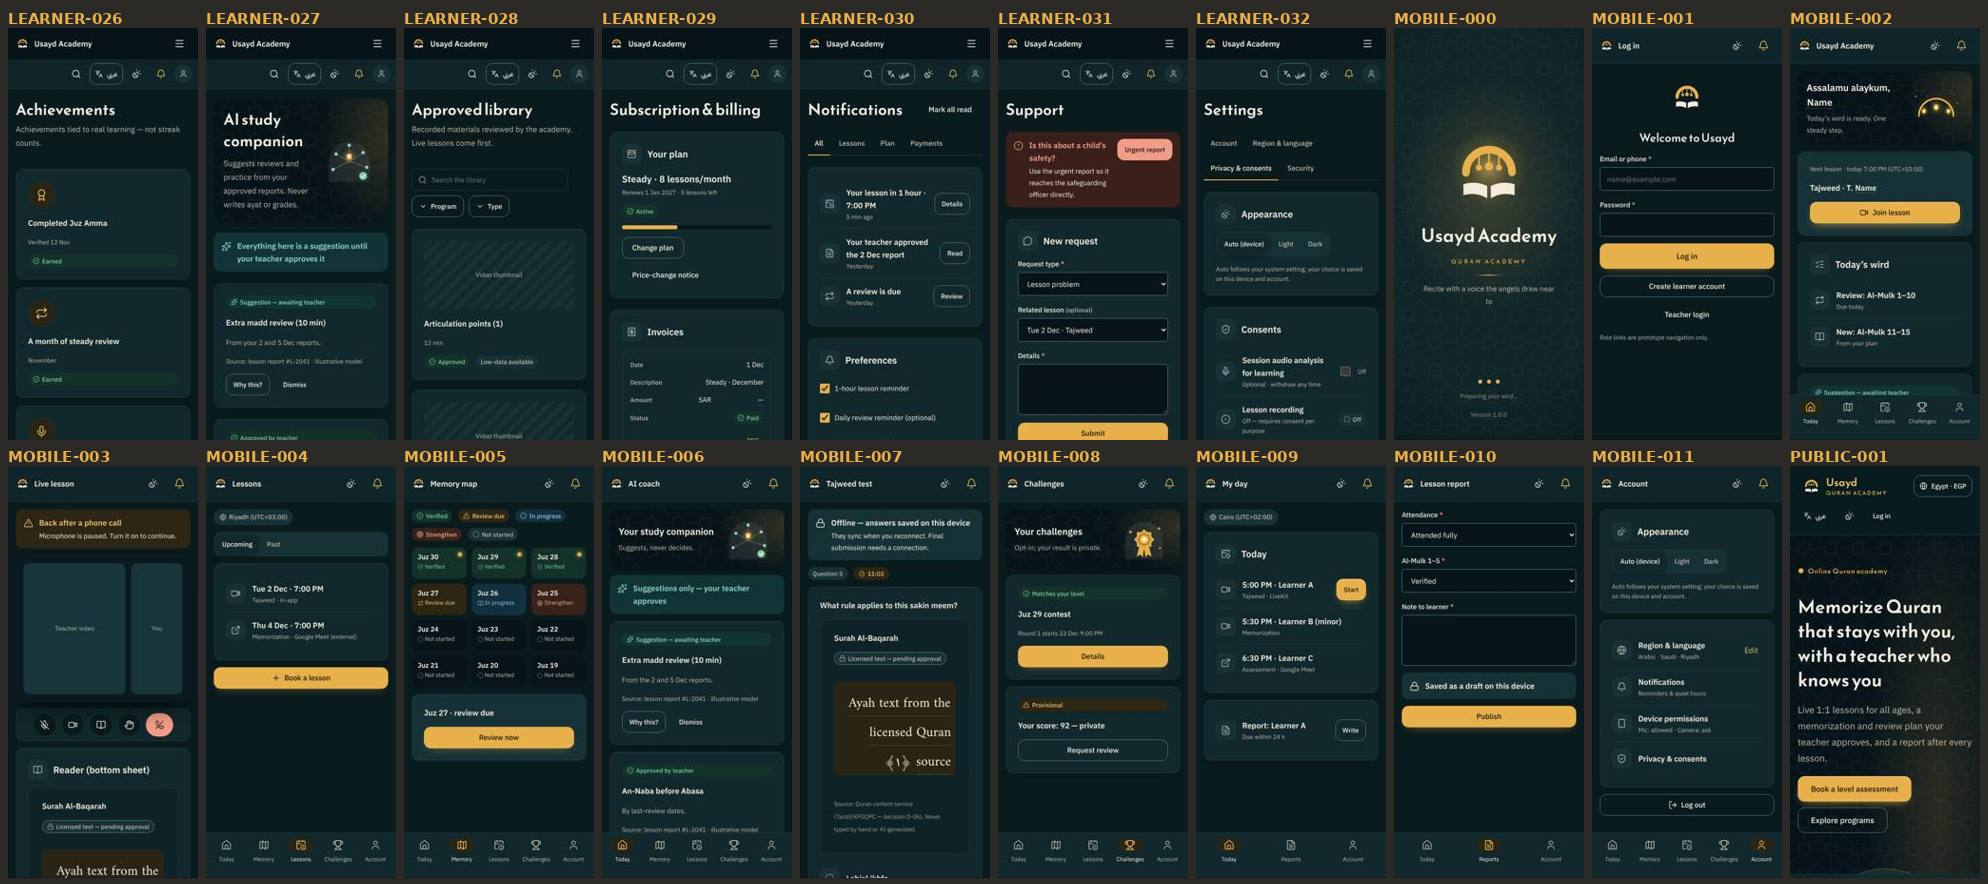 LEARNER-026
Usayd Academy
عربي
Achievements
Achievements tied to real learning — not streak
counts.
Completed Juz Amma
Verified 12 Nov
Earned
A month of steady review
November
Earned
LEARNER-027
Usayd Academy
عربي
AI study
companion
Suggests reviews and
practice from your
approved reports. Never
writes ayat or grades.
Everything here is a suggestion until
your teacher approves it
Suggestion — awaiting teacher
Extra madd review (10 min)
From your 2 and 5 Dec reports.
Source: lesson report #L-2041 · illustrative model
Why this?
Dismiss
Approved by teacher
LEARNER-028
Usayd Academy
عربي
Approved library
Recorded materials reviewed by the academy.
Live lessons come first.
Search the library
Program
Type
Video thumbnail
Articulation points (1)
12 min
Approved
Low-data available
Video thumbnail
LEARNER-029
Usayd Academy
عربي
Subscription & billing
Your plan
Steady · 8 lessons/month
Renews 1 Jan 2027 · 5 lessons left
Active
Change plan
Price-change notice
Invoices
Date 1 Dec
Description Steady · December
Amount SAR —
Status Paid
LEARNER-030
Usayd Academy
عربي
Notifications
Mark all read
All Lessons Plan Payments
Your lesson in 1 hour ·
7:00 PM
5 min ago
Details
Your teacher approved
the 2 Dec report
Yesterday
Read
A review is due
Yesterday
Review
Preferences
1-hour lesson reminder
Daily review reminder (optional)
LEARNER-031
Usayd Academy
عربي
Support
Is this about a child's
safety?
Use the urgent report so it
reaches the safeguarding
officer directly.
Urgent report
New request
Request type *
Lesson problem
Related lesson (optional)
Tue 2 Dec · Tajweed
Details *
Submit
LEARNER-032
Usayd Academy
عربي
Settings
Account Region & language
Privacy & consents Security
Appearance
Auto (device) Light Dark
Auto follows your system setting; your choice is saved
on this device and account.
Consents
Session audio analysis
for learning
Optional · withdraw any time
Off
Lesson recording
Off — requires consent per
purpose
Off
MOBILE-000
Usayd Academy
QURAN ACADEMY
Recite with a voice the angels draw near
to
Preparing your wird…
Version 1.0.0
MOBILE-001
Log in
Welcome to Usayd
Email or phone *
name@example.com
Password *
Log in
Create learner account
Teacher login
Role links are prototype navigation only.
MOBILE-002
Usayd Academy
Assalamu alaykum,
Name
Today's wird is ready. One
steady step.
Next lesson · today 7:00 PM (UTC+03:00)
Tajweed · T. Name
Join lesson
Today's wird
Review: Al-Mulk 1–10
Due today
New: Al-Mulk 11–15
From your plan
Suggestion — awaiting teacher
Today Memory Lessons Challenges Account
MOBILE-003
Live lesson
Back after a phone call
Microphone is paused. Turn it on to continue.
Teacher video
You
Reader (bottom sheet)
Surah Al-Baqarah
Licensed text — pending approval
Ayah text from the
MOBILE-004
Lessons
Riyadh (UTC+03:00)
Upcoming Past
Tue 2 Dec · 7:00 PM
Tajweed · in-app
Thu 4 Dec · 7:00 PM
Memorization · Google Meet (external)
+ Book a lesson
Today Memory Lessons Challenges Account
MOBILE-005
Memory map
Verified Review due In progress
Strengthen Not started
Juz 30 Juz 29 Juz 28
Verified Verified Verified
Juz 27 Juz 26 Juz 25
Review due In progress Strengthen
Juz 24 Juz 23 Juz 22
Not started Not started Not started
Juz 21 Juz 20 Juz 19
Not started Not started Not started
Juz 27 · review due
Review now
Today Memory Lessons Challenges Account
MOBILE-006
AI coach
Your study companion
Suggests, never decides.
Suggestions only — your teacher
approves
Suggestion — awaiting teacher
Extra madd review (10 min)
From the 2 and 5 Dec reports.
Source: lesson report #L-2041 · illustrative model
Why this?
Dismiss
Approved by teacher
An-Naba before Abasa
By last-review dates.
Source: lesson report #L-2041 · illustrative model
Today Memory Lessons Challenges Account
MOBILE-007
Tajweed test
Offline — answers saved on this device
They sync when you reconnect. Final
submission needs a connection.
Question 5
11:02
What rule applies to this sakin meem?
Surah Al-Baqarah
Licensed text — pending approval
Ayah text from the
licensed Quran
﴿١﴾ source
Source: Quran content service
(Tanzil/KFGQPC — decision O-06). Never
typed by hand or AI-generated.
MOBILE-008
Challenges
Your challenges
Opt-in; your result is private.
Matches your level
Juz 29 contest
Round 1 starts 22 Dec 9:00 PM
Details
Provisional
Your score: 92 — private
Request review
Today Memory Lessons Challenges Account
MOBILE-009
My day
Cairo (UTC+02:00)
Today
5:00 PM · Learner A
Tajweed · LiveKit
Start
5:30 PM · Learner B (minor)
Memorization
6:30 PM · Learner C
Assessment · Google Meet
Report: Learner A
Due within 24 h
Write
Today Reports Account
MOBILE-010
Lesson report
Attendance *
Attended fully
Al-Mulk 1–5 *
Verified
Note to learner *
Saved as a draft on this device
Publish
Today Reports Account
MOBILE-011
Account
Appearance
Auto (device) Light Dark
Auto follows your system setting; your choice is saved
on this device and account.
Region & language
Arabic · Saudi · Riyadh
Edit
Notifications
Reminders & quiet hours
Device permissions
Mic: allowed · Camera: ask
Privacy & consents
Log out
Today Memory Lessons Challenges Account
PUBLIC-001
Usayd
QURAN ACADEMY
Egypt · EGP
عربي
Log in
Online Quran academy
Memorize Quran
that stays with you,
with a teacher who
knows you
Live 1:1 lessons for all ages, a
memorization and review plan your
teacher approves, and a report after every
lesson.
Book a level assessment
Explore programs